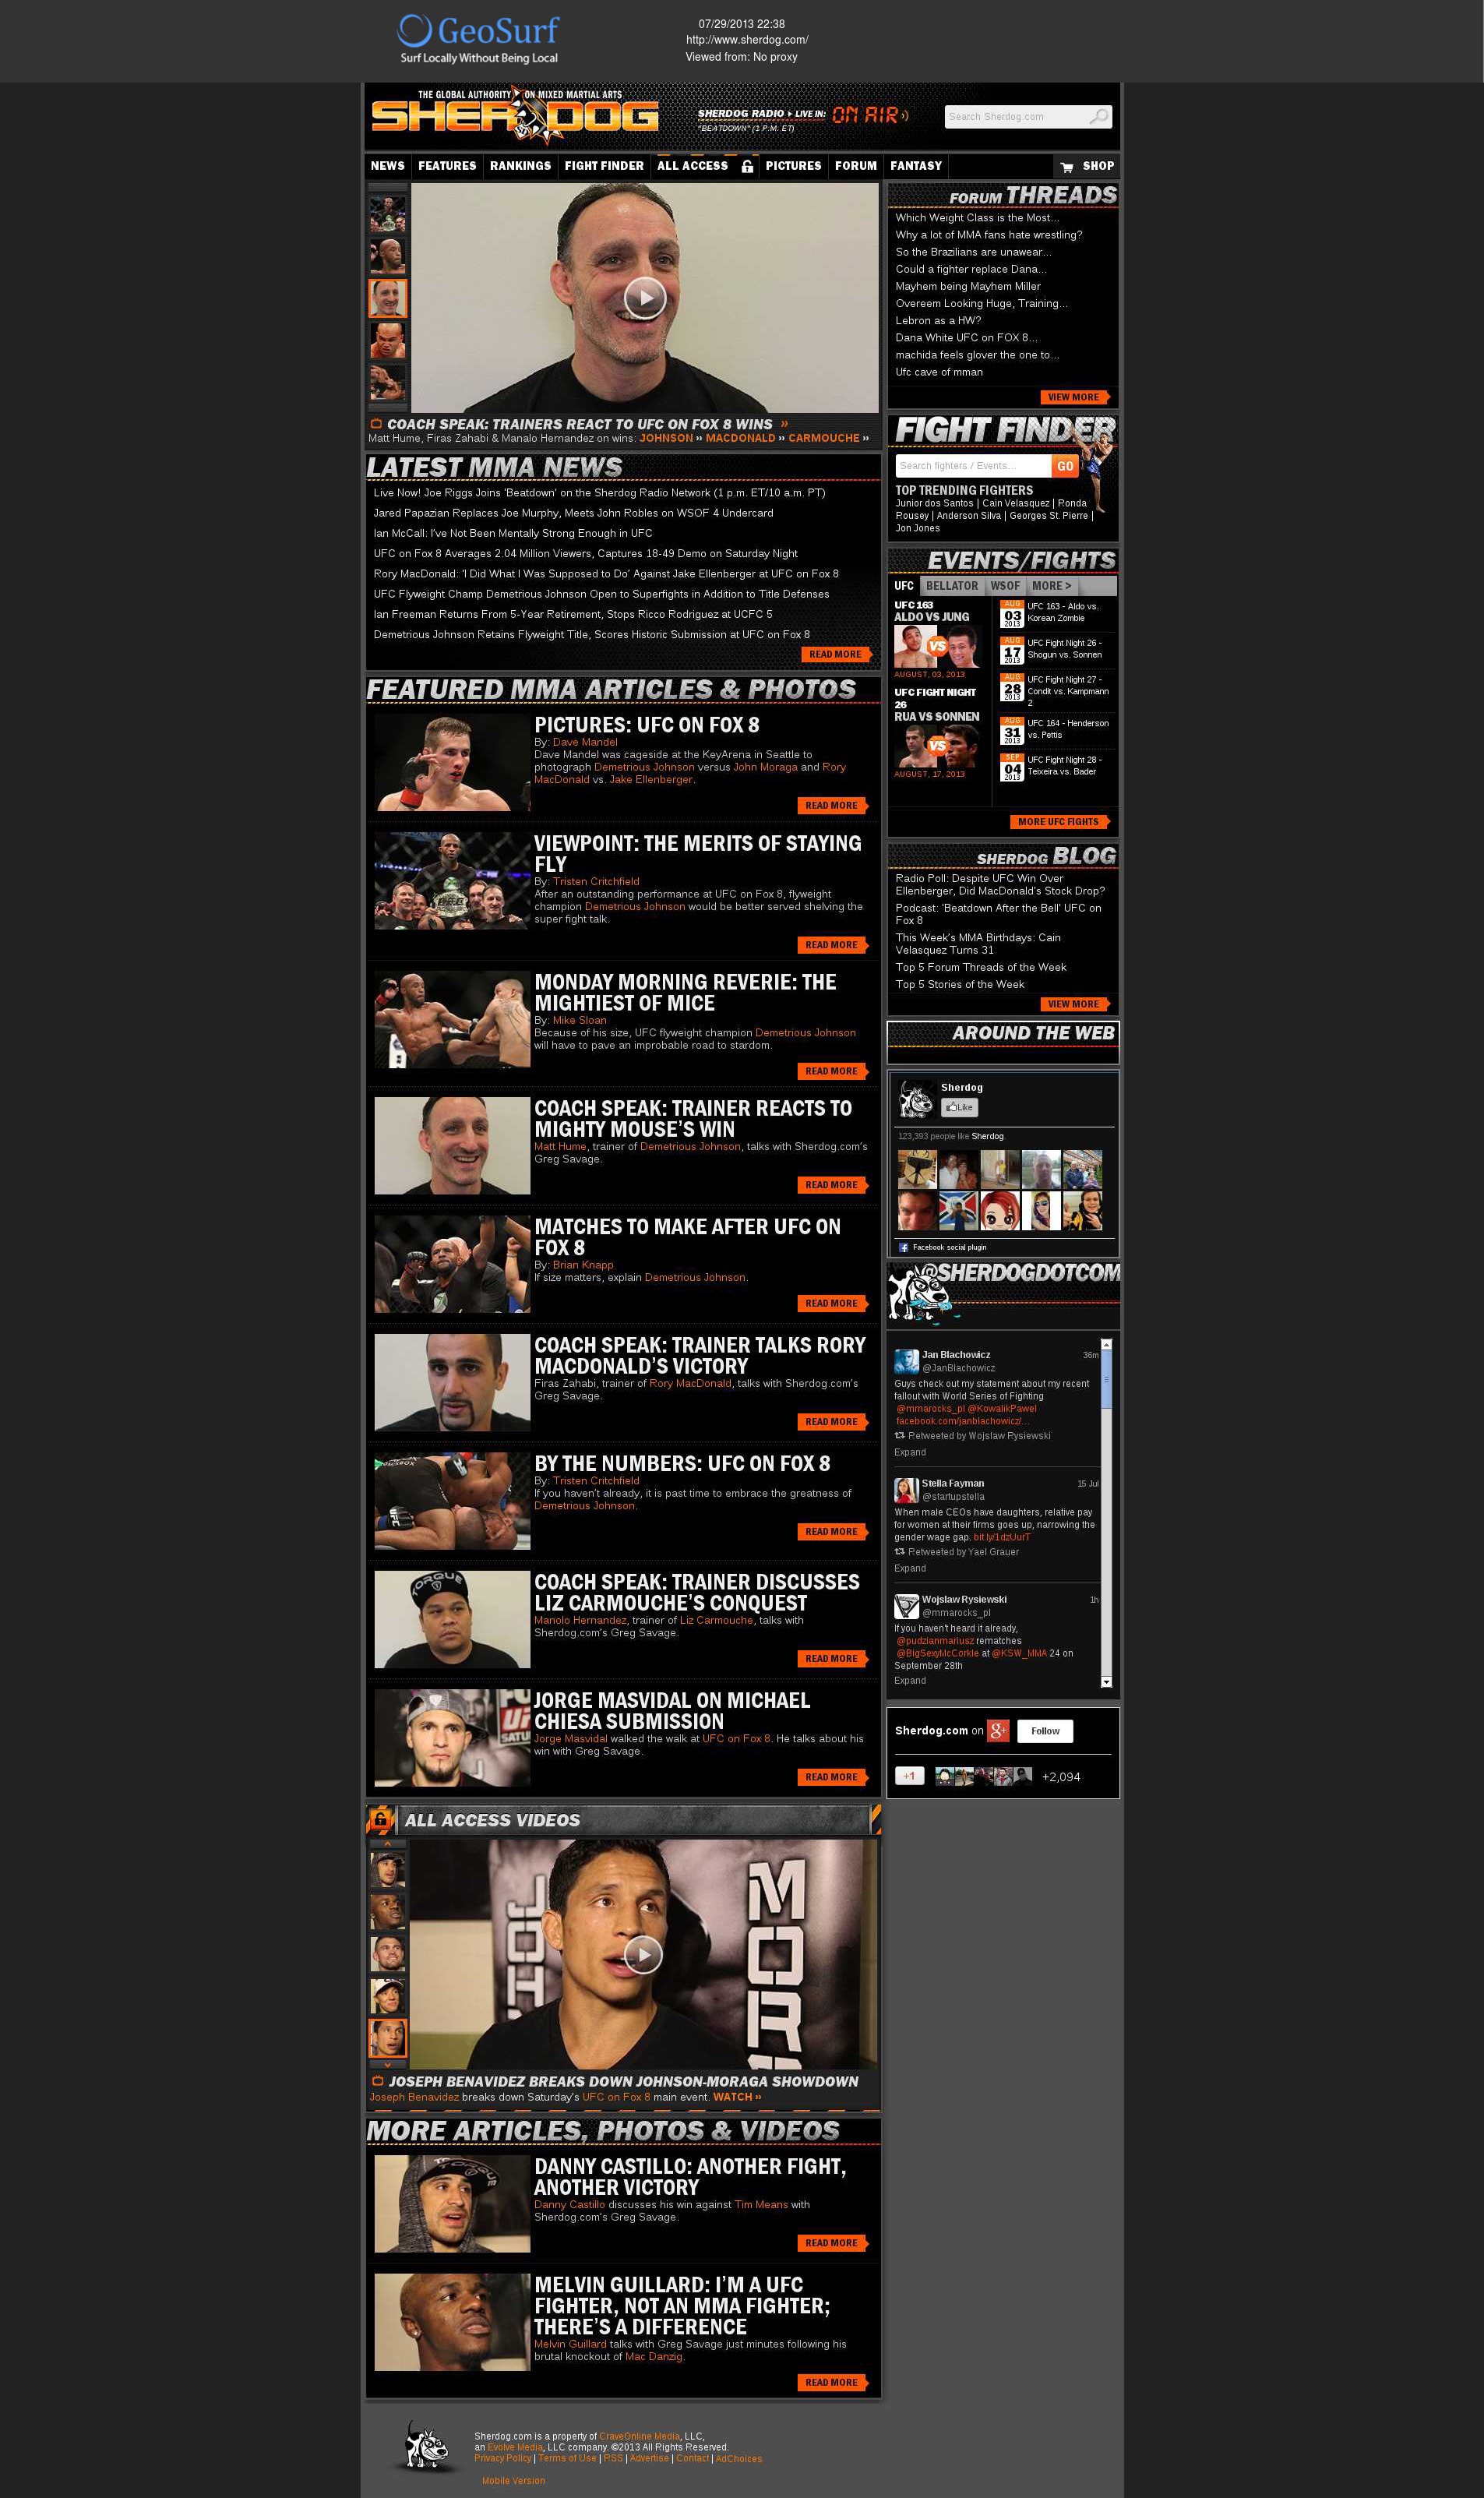 GeoSurf
Surf Locally Without Being Local
07/29/2013 22:38
http://www.sherdog.com/
Viewed from: No proxy
THE GLOBAL AUTHORITY ON MIXED MARTIAL ARTS
SHERDOG
SHERDOG RADIO LIVE IN: ON AIR
"BEATDOWN" (1 P.M. ET)
Search Sherdog.com
NEWS
FEATURES
RANKINGS
FIGHT FINDER
ALL ACCESS
PICTURES
FORUM
FANTASY
SHOP
COACH SPEAK: TRAINERS REACT TO UFC ON FOX 8 WINS »
Matt Hume, Firas Zahabi & Manalo Hernandez on wins: JOHNSON » MACDONALD » CARMOUCHE »
LATEST MMA NEWS
Live Now! Joe Riggs Joins 'Beatdown' on the Sherdog Radio Network (1 p.m. ET/10 a.m. PT)
Jared Papazian Replaces Joe Murphy, Meets John Robles on WSOF 4 Undercard
Ian McCall: I've Not Been Mentally Strong Enough in UFC
UFC on Fox 8 Averages 2.04 Million Viewers, Captures 18-49 Demo on Saturday Night
Rory MacDonald: 'I Did What I Was Supposed to Do' Against Jake Ellenberger at UFC on Fox 8
UFC Flyweight Champ Demetrious Johnson Open to Superfights in Addition to Title Defenses
Ian Freeman Returns From 5-Year Retirement, Stops Ricco Rodriguez at UCFC 5
Demetrious Johnson Retains Flyweight Title, Scores Historic Submission at UFC on Fox 8
READ MORE
FEATURED MMA ARTICLES & PHOTOS
PICTURES: UFC ON FOX 8
By: Dave Mandel
Dave Mandel was cageside at the KeyArena in Seattle to
photograph Demetrious Johnson versus John Moraga and Rory
MacDonald vs. Jake Ellenberger.
READ MORE
VIEWPOINT: THE MERITS OF STAYING
FLY
By: Tristen Critchfield
After an outstanding performance at UFC on Fox 8, flyweight
champion Demetrious Johnson would be better served shelving the
super fight talk.
READ MORE
MONDAY MORNING REVERIE: THE
MIGHTIEST OF MICE
By: Mike Sloan
Because of his size, UFC flyweight champion Demetrious Johnson
will have to pave an improbable road to stardom.
READ MORE
COACH SPEAK: TRAINER REACTS TO
MIGHTY MOUSE'S WIN
Matt Hume, trainer of Demetrious Johnson, talks with Sherdog.com's
Greg Savage.
READ MORE
MATCHES TO MAKE AFTER UFC ON
FOX 8
By: Brian Knapp
If size matters, explain Demetrious Johnson.
READ MORE
COACH SPEAK: TRAINER TALKS RORY
MACDONALD'S VICTORY
Firas Zahabi, trainer of Rory MacDonald, talks with Sherdog.com's
Greg Savage.
READ MORE
BY THE NUMBERS: UFC ON FOX 8
By: Tristen Critchfield
If you haven't already, it is past time to embrace the greatness of
Demetrious Johnson.
READ MORE
TORQUE
COACH SPEAK: TRAINER DISCUSSES
LIZ CARMOUCHE'S CONQUEST
Manolo Hernandez, trainer of Liz Carmouche, talks with
Sherdog.com's Greg Savage.
READ MORE
JORGE MASVIDAL ON MICHAEL
CHIESA SUBMISSION
Jorge Masvidal walked the walk at UFC on Fox 8. He talks about his
win with Greg Savage.
READ MORE
ALL ACCESS VIDEOS
JOSEPH BENAVIDEZ BREAKS DOWN JOHNSON-MORAGA SHOWDOWN
Joseph Benavidez breaks down Saturday's UFC on Fox 8 main event. WATCH »
MORE ARTICLES, PHOTOS & VIDEOS
DANNY CASTILLO: ANOTHER FIGHT,
ANOTHER VICTORY
Danny Castillo discusses his win against Tim Means with
Sherdog.com's Greg Savage.
READ MORE
MELVIN GUILLARD: I'M A UFC
FIGHTER, NOT AN MMA FIGHTER;
THERE'S A DIFFERENCE
Melvin Guillard talks with Greg Savage just minutes following his
brutal knockout of Mac Danzig.
READ MORE
FORUM THREADS
Which Weight Class is the Most...
Why a lot of MMA fans hate wrestling?
So the Brazilians are unawear...
Could a fighter replace Dana...
Mayhem being Mayhem Miller
Overeem Looking Huge, Training...
Lebron as a HW?
Dana White UFC on FOX 8...
machida feels glover the one to...
Ufc cave of mman
VIEW MORE
FIGHT FINDER
Search fighters / Events...
GO
TOP TRENDING FIGHTERS
Junior dos Santos | Cain Velasquez | Ronda
Rousey | Anderson Silva | Georges St. Pierre |
Jon Jones
EVENTS/FIGHTS
UFC
BELLATOR
WSOF
MORE >
UFC 163
ALDO VS JUNG
VS
AUGUST, 03, 2013
UFC FIGHT NIGHT
26
RUA VS SONNEN
VS
AUGUST, 17, 2013
AUG 03 2013
UFC 163 - Aldo vs.
Korean Zombie
AUG 17 2013
UFC Fight Night 26 -
Shogun vs. Sonnen
AUG 28 2013
UFC Fight Night 27 -
Condit vs. Kampmann
2
AUG 31 2013
UFC 164 - Henderson
vs. Pettis
SEP 04 2013
UFC Fight Night 28 -
Teixeira vs. Bader
MORE UFC FIGHTS
SHERDOG BLOG
Radio Poll: Despite UFC Win Over
Ellenberger, Did MacDonald's Stock Drop?
Podcast: 'Beatdown After the Bell' UFC on
Fox 8
This Week's MMA Birthdays: Cain
Velasquez Turns 31
Top 5 Forum Threads of the Week
Top 5 Stories of the Week
VIEW MORE
AROUND THE WEB
Sherdog
Like
123,393 people like Sherdog.
Facebook social plugin
@SHERDOGDOTCOM
Jan Blachowicz 36m
@JanBlachowicz
Guys check out my statement about my recent
fallout with World Series of Fighting
@mmarocks_pl @KowalikPawel
facebook.com/janblachowicz/...
Retweeted by Wojslaw Rysiewski
Expand
Stella Fayman 15 Jul
@startupstella
When male CEOs have daughters, relative pay
for women at their firms goes up, narrowing the
gender wage gap. bit.ly/1dzUurT
Retweeted by Yael Grauer
Expand
Wojslaw Rysiewski 1h
@mmarocks_pl
If you haven't heard it already,
@pudzianmariusz rematches
@BigSexyMcCorkle at @KSW_MMA 24 on
September 28th
Expand
Sherdog.com on g+ Follow
+1
+2,094
Sherdog.com is a property of CraveOnline Media, LLC,
an Evolve Media, LLC company. ©2013 All Rights Reserved.
Privacy Policy | Terms of Use | RSS | Advertise | Contact | AdChoices
Mobile Version